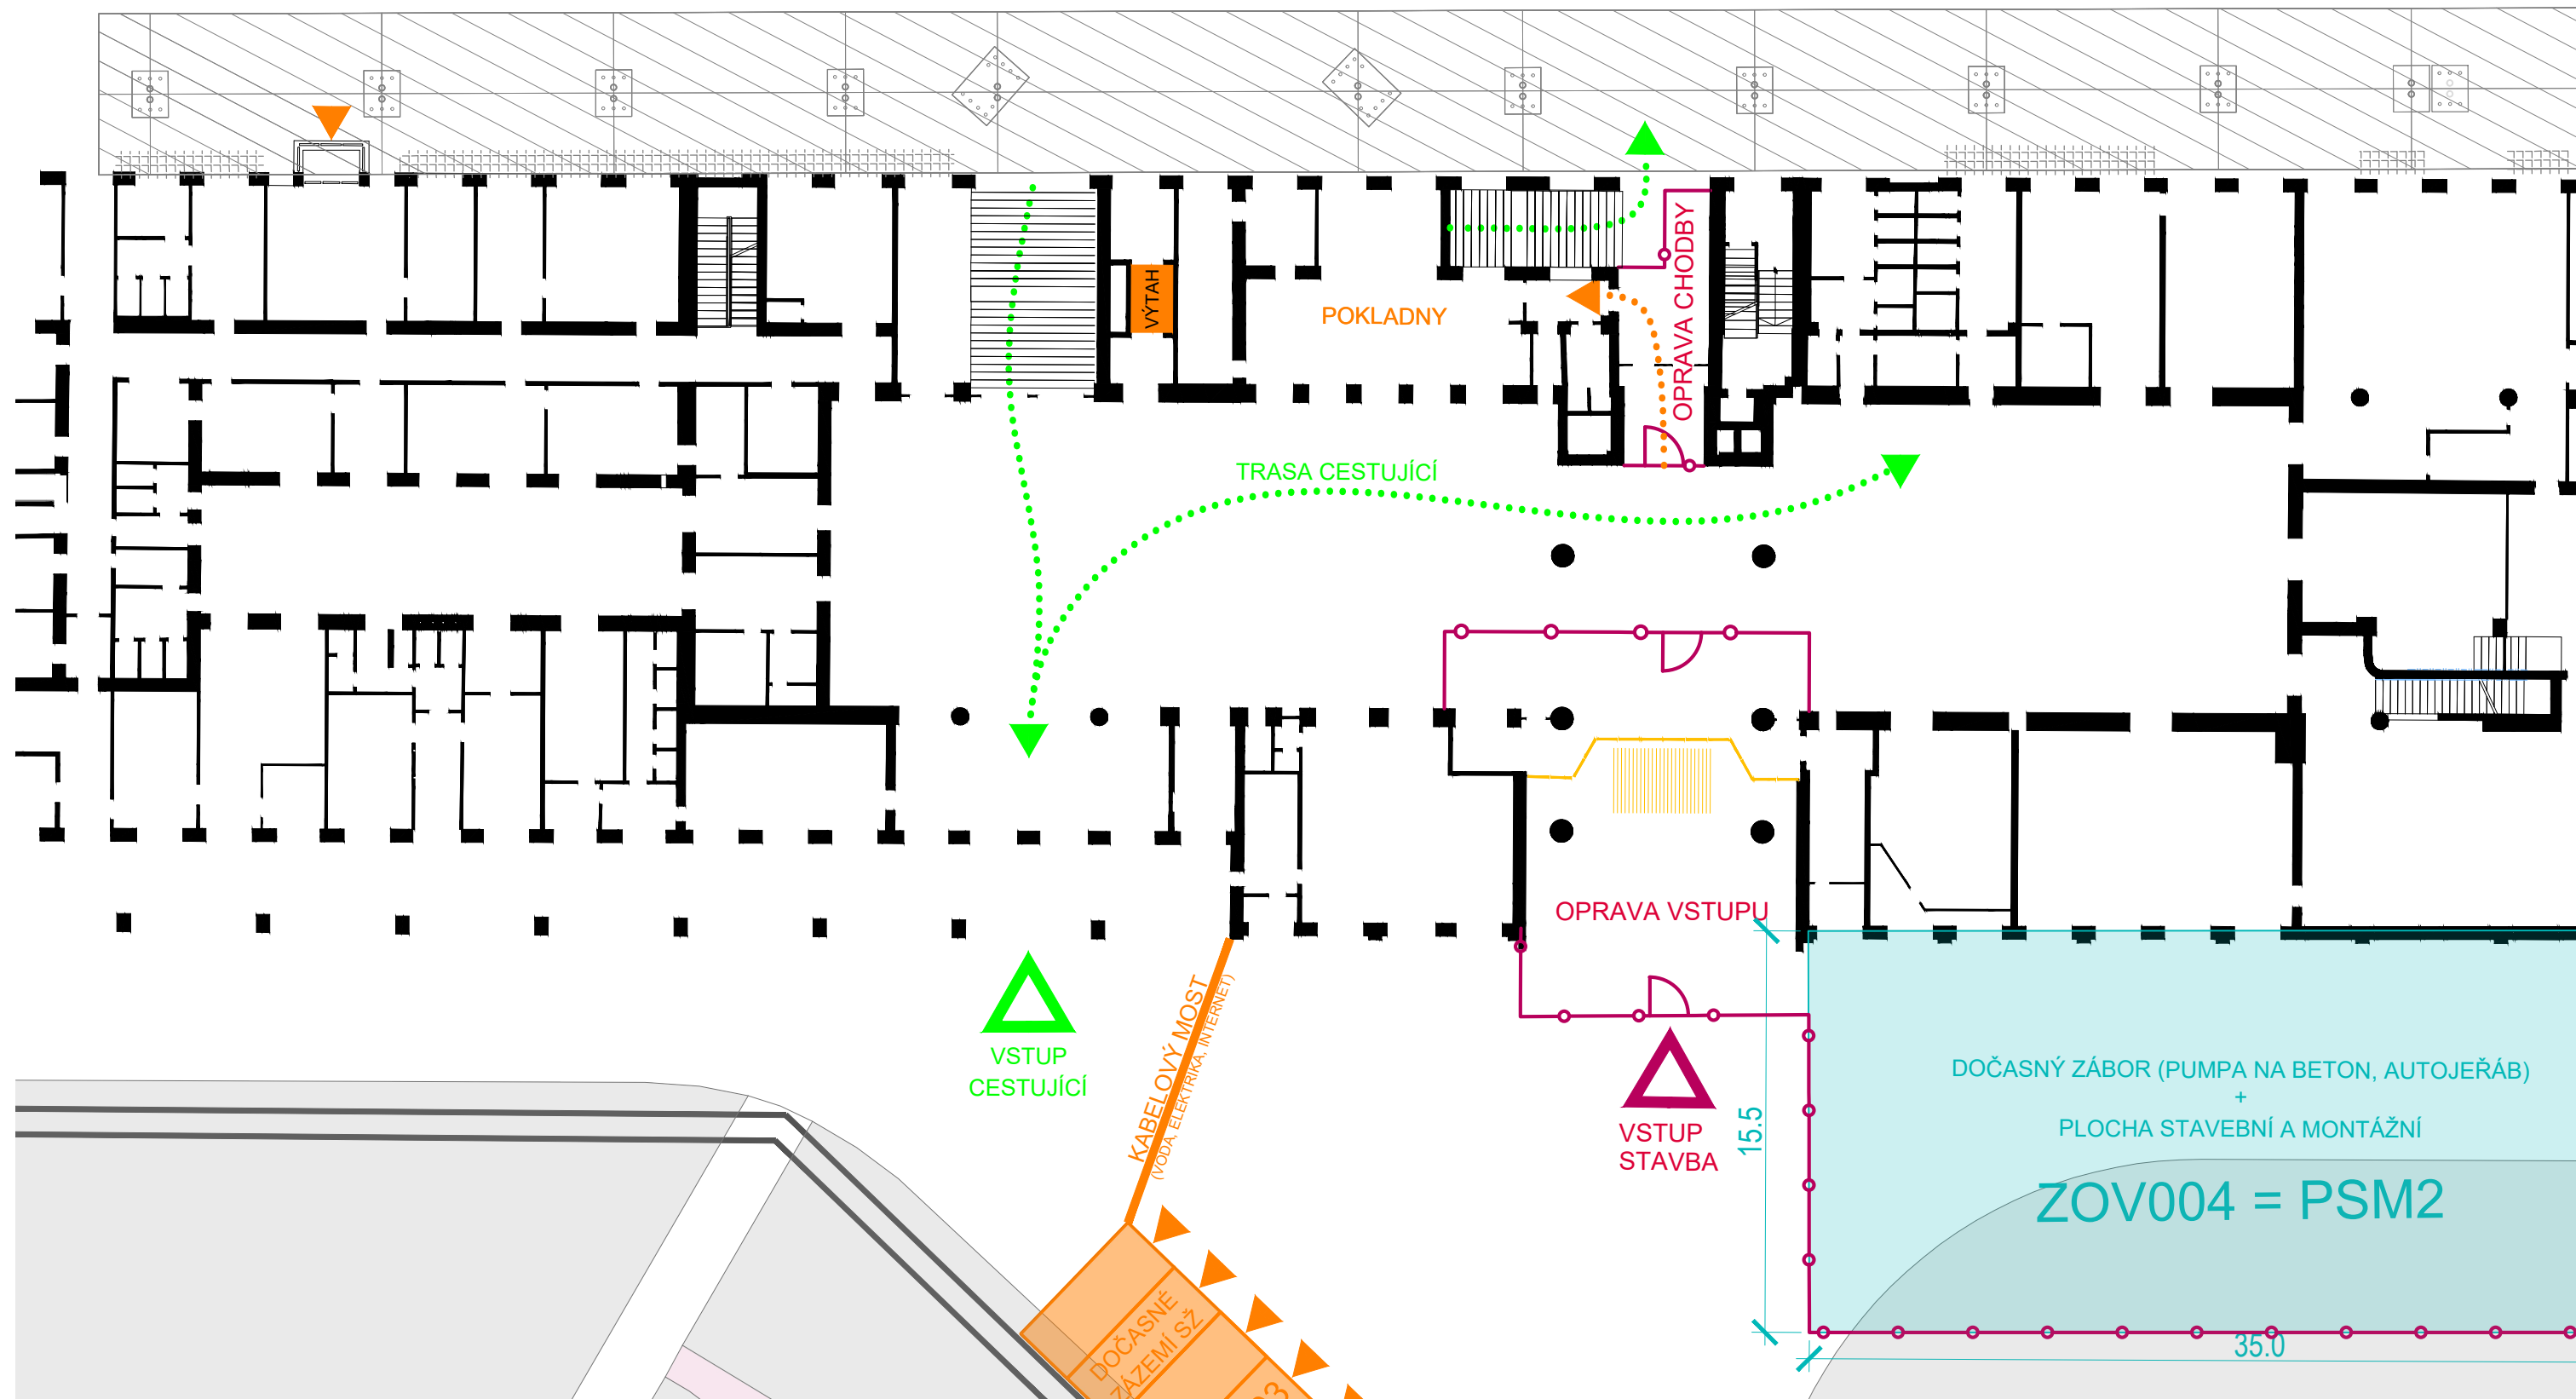 VÝTAH
POKLADNY
OPRAVA CHODBY
TRASA CESTUJÍCÍ
OPRAVA VSTUPU
VSTUP
CESTUJÍCÍ
KABELOVÝ MOST
(VODA, ELEKTRIKA, INTERNET)
VSTUP
STAVBA
15.5
DOČASNÝ ZÁBOR (PUMPA NA BETON, AUTOJEŘÁB)
+
PLOCHA STAVEBNÍ A MONTÁŽNÍ
ZOV004 = PSM2
35.0
DOČASNÉ
ZÁZEMÍ SŽ